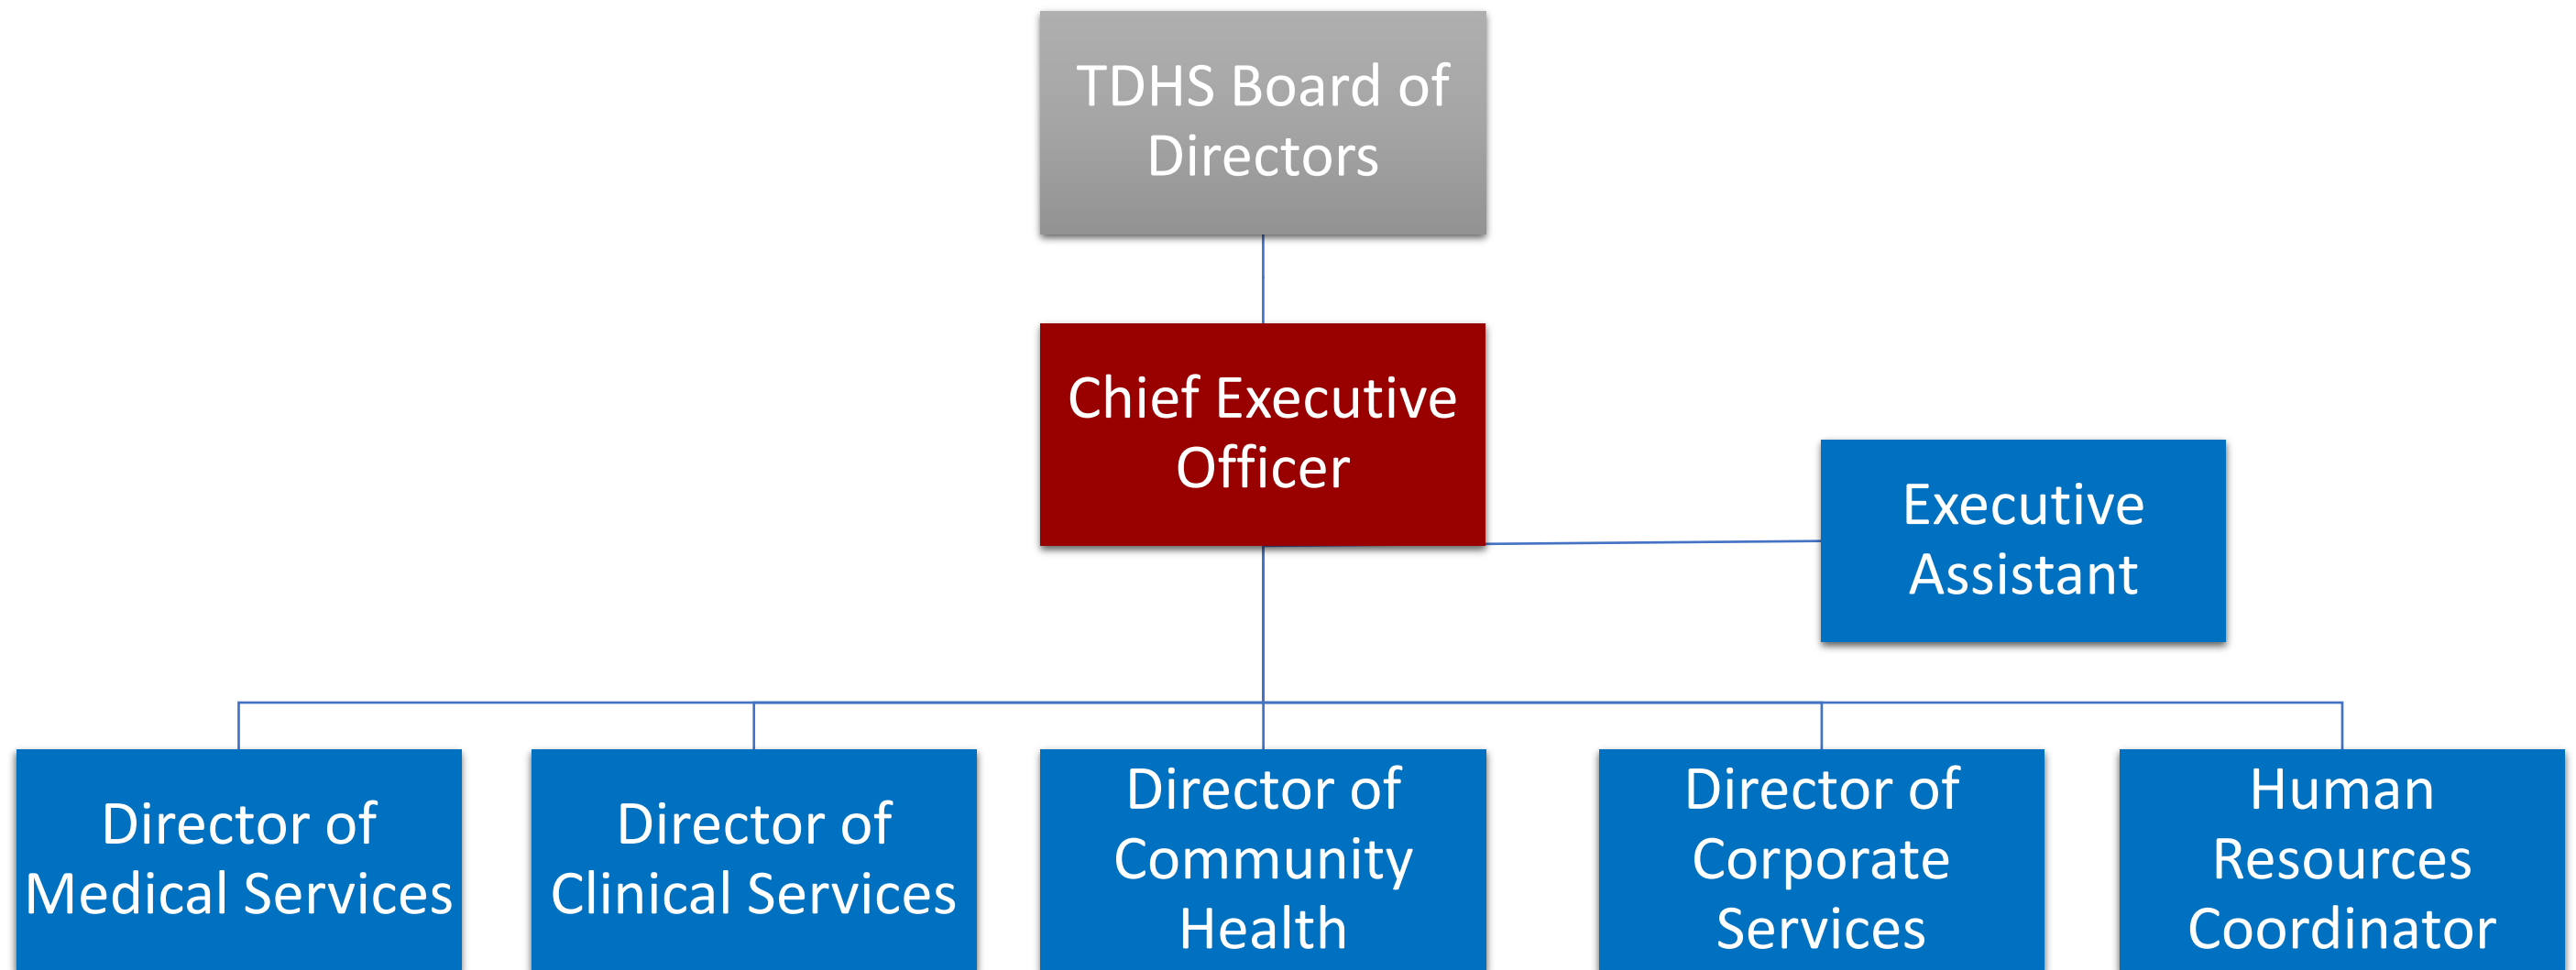 TDHS Board of
Directors
Chief Executive
Officer
Executive
Assistant
Director of
Medical Services
Director of
Clinical Services
Director of
Community
Health
Director of
Corporate
Services
Human
Resources
Coordinator